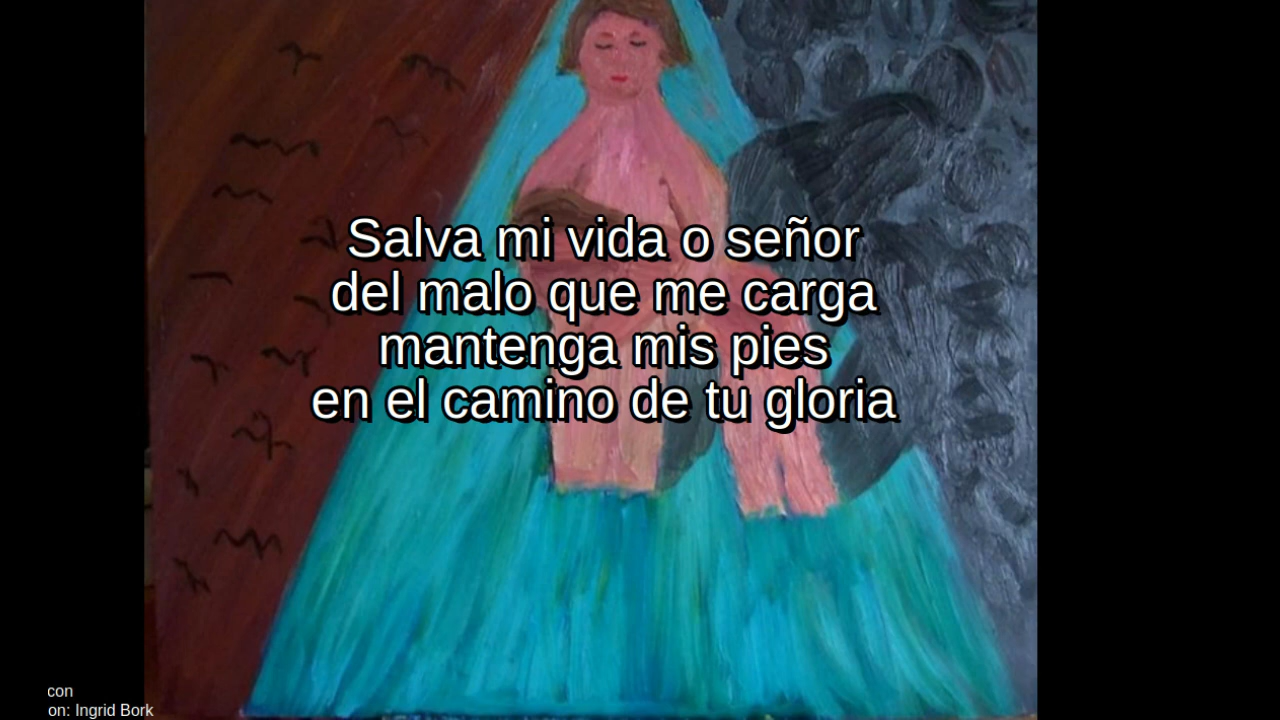 Salva mi vida o señor
del malo que me carga
mantenga mis pies
en el camino de tu gloria
con
on: Ingrid Bork